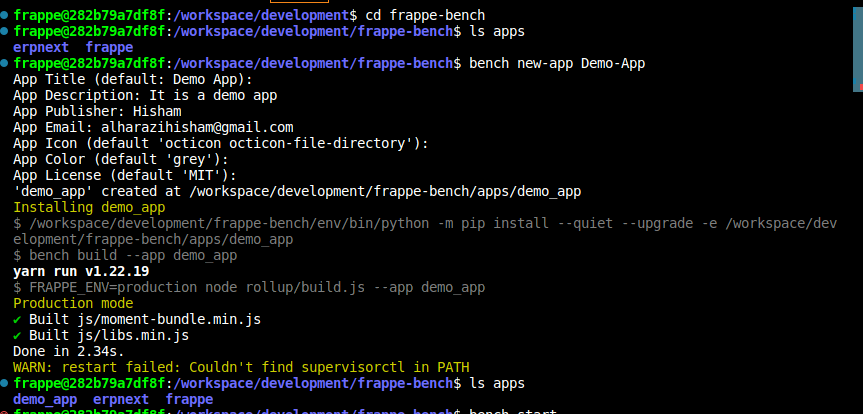 frappe@282b79a7df8f:/workspace/development$ cd frappe-bench
frappe@282b79a7df8f:/workspace/development/frappe-bench$ ls apps
erpnext  frappe
frappe@282b79a7df8f:/workspace/development/frappe-bench$ bench new-app Demo-App
App Title (default: Demo App):
App Description: It is a demo app
App Publisher: Hisham
App Email: alharazihisham@gmail.com
App Icon (default 'octicon octicon-file-directory'):
App Color (default 'grey'):
App License (default 'MIT'):
'demo_app' created at /workspace/development/frappe-bench/apps/demo_app
Installing demo_app
$ /workspace/development/frappe-bench/env/bin/python -m pip install --quiet --upgrade -e /workspace/dev
elopment/frappe-bench/apps/demo_app
$ bench build --app demo_app
yarn run v1.22.19
$ FRAPPE_ENV=production node rollup/build.js --app demo_app
Production mode
✔ Built js/moment-bundle.min.js
✔ Built js/libs.min.js
Done in 2.34s.
WARN: restart failed: Couldn't find supervisorctl in PATH
frappe@282b79a7df8f:/workspace/development/frappe-bench$ ls apps
demo_app  erpnext  frappe
frappe@282b79a7df8f:/workspace/development/frappe-bench$ bench start